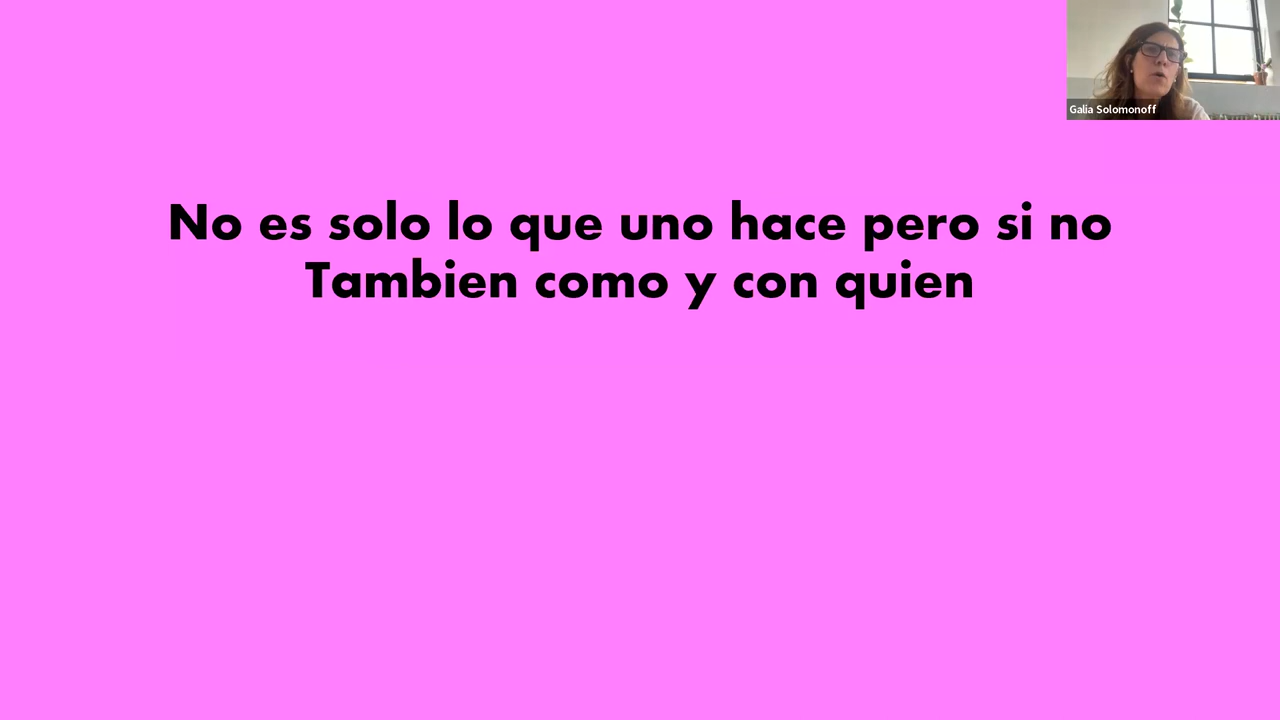 Galia Solomonoff
No es solo lo que uno hace pero si no
Tambien como y con quien